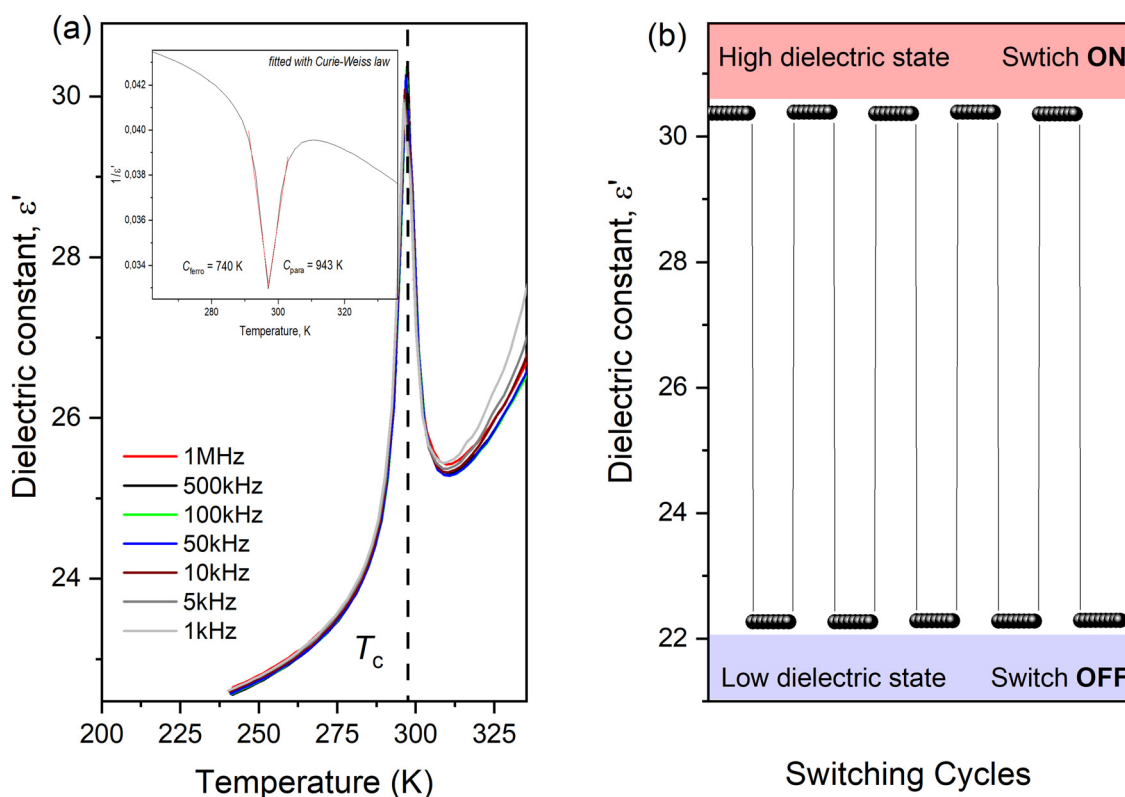 (a)
Dielectric constant, ε'
30
28
26
24
200
225
250
275
300
325
Temperature (K)
1MHz
500kHz
100kHz
50kHz
10kHz
5kHz
1kHz
T_C
fitted with Curie-Weiss law
1/ε'
0,042
0,040
0,038
0,036
0,034
C_ferro = 740 K
C_para = 943 K
280
300
320
Temperature, K
(b)
High dielectric state Swtich ON
Dielectric constant, ε'
30
28
26
24
22
Low dielectric state Switch OFF
Switching Cycles